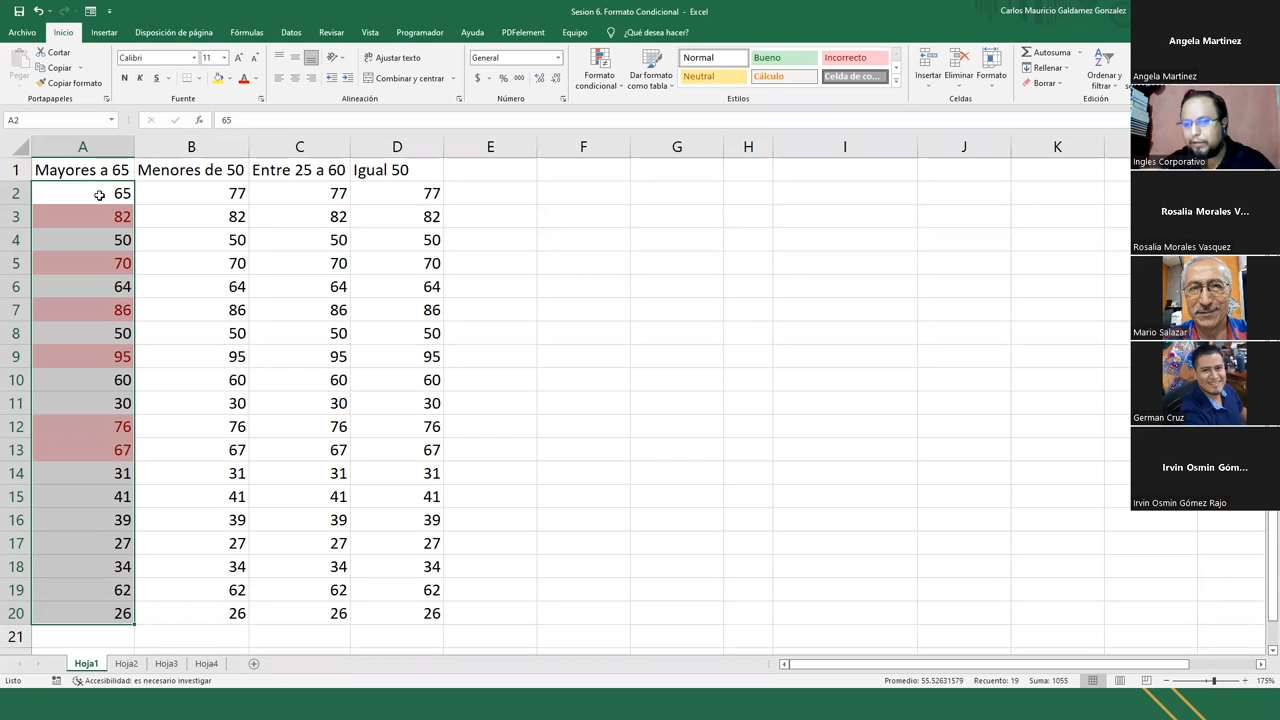 Sesion 6. Formato Condicional - Excel
Carlos Mauricio Galdamez Gonzalez
Archivo Inicio Insertar Disposición de página Fórmulas Datos Revisar Vista Programador Ayuda PDFelement Equipo ¿Qué desea hacer?
Pegar
Cortar
Copiar
Copiar formato
Portapapeles
Calibri 11
N K S
Fuente
Ajustar texto
Combinar y centrar
Alineación
General
$ % 000
Número
Formato condicional
Dar formato como tabla
Normal Bueno Incorrecto
Neutral Cálculo Celda de co...
Estilos
Insertar Eliminar Formato
Celdas
Autosuma
Rellenar
Borrar
Ordenar y filtrar
Edición
A2 fx 65
A B C D E F G H I J K
1 Mayores a 65 Menores de 50 Entre 25 a 60 Igual 50
2 65 77 77 77
3 82 82 82 82
4 50 50 50 50
5 70 70 70 70
6 64 64 64 64
7 86 86 86 86
8 50 50 50 50
9 95 95 95 95
10 60 60 60 60
11 30 30 30 30
12 76 76 76 76
13 67 67 67 67
14 31 31 31 31
15 41 41 41 41
16 39 39 39 39
17 27 27 27 27
18 34 34 34 34
19 62 62 62 62
20 26 26 26 26
21
Hoja1 Hoja2 Hoja3 Hoja4
Listo Accesibilidad: es necesario investigar Promedio: 55.52631579 Recuento: 19 Suma: 1055 175%
Angela Martinez
Angela Martinez
Ingles Corporativo
Rosalia Morales V...
Rosalia Morales Vasquez
Mario Salazar
German Cruz
Irvin Osmin Góm...
Irvin Osmin Gómez Rajo